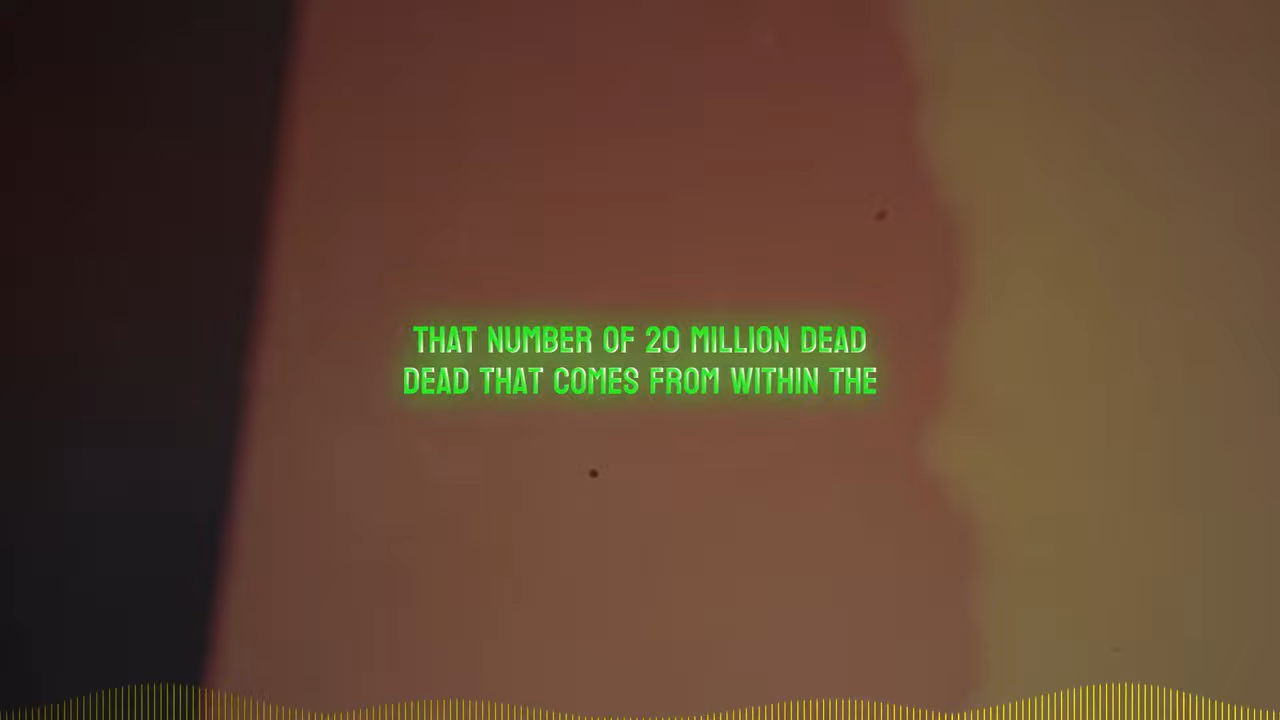 THAT NUMBER OF 20 MILLION DEAD
DEAD THAT COMES FROM WITHIN THE